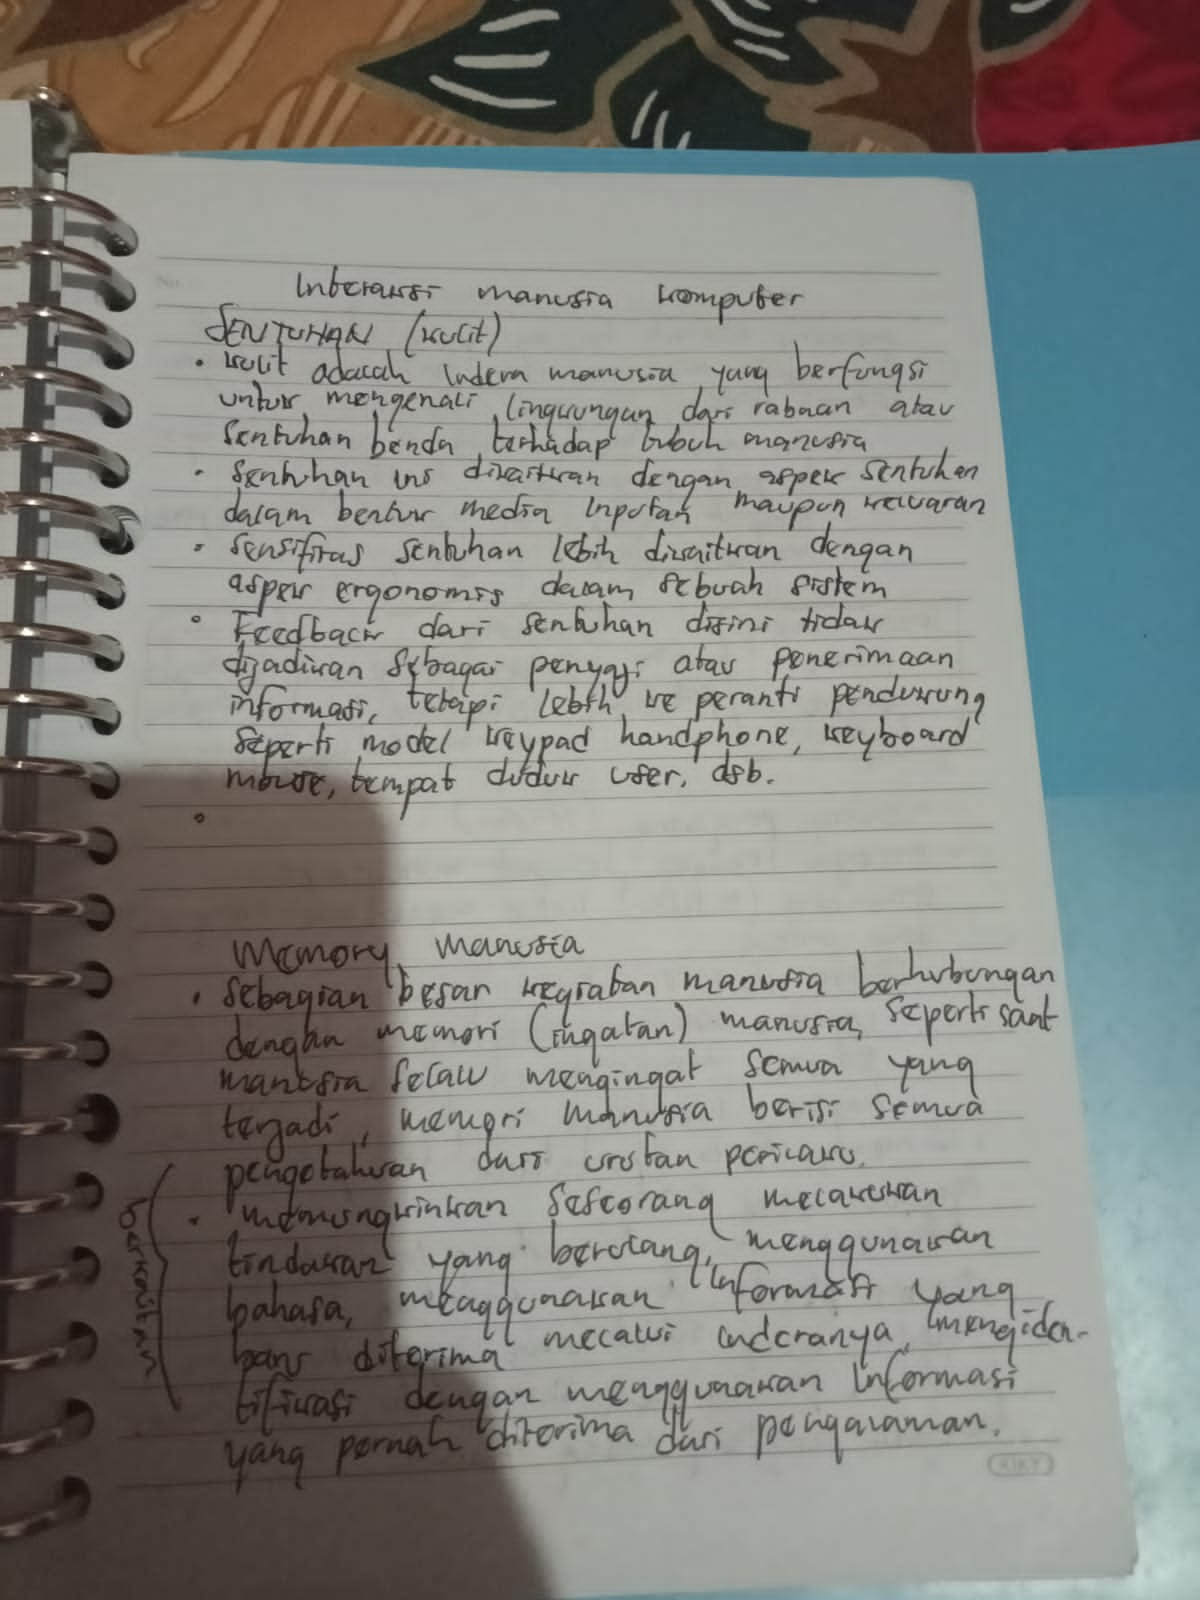 Interaksi manusia komputer
SENTUHAN (kulit)
• kulit adalah Indera manusia yang berfungsi
untuk mengenali lingkungan dari rabaan atau
sentuhan benda terhadap tubuh manusia
• sentuhan ini dikaitkan dengan aspek sentuhan
dalam bentuk media Inputan maupun keluaran
• sensifitas sentuhan lebih dikaitkan dengan
aspek ergonomis dalam sebuah sistem
• Feedback dari sentuhan disini tidak
dijadikan sebagai penyaji atau penerimaan
informasi, tetapi lebih ke peranti pendukung
seperti model keypad handphone, keyboard
mouse, tempat duduk user, dsb.
•
Memory manusia
• sebagian besar kegiatan manusia berhubungan
dengan memori (ingatan) manusia, seperti saat
manusia selalu mengingat semua yang
terjadi, memori manusia berisi semua
pengetahuan dari urutan perilaku.
berkaitan
• memungkinkan seseorang melakukan
tindakan yang berulang, menggunakan
bahasa, menggunakan Informasi yang
baru diterima melalui inderanya, mengiden-
tifikasi dengan menggunakan Informasi
yang pernah diterima dari pengalaman.
KIKY